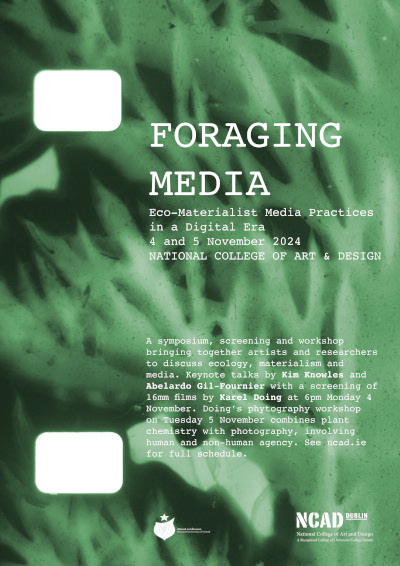 FORAGING
MEDIA
Eco-Materialist Media Practices
in a Digital Era
4 and 5 November 2024
NATIONAL COLLEGE OF ART & DESIGN
A symposium, screening and workshop
bringing together artists and researchers
to discuss ecology, materialism and
media. Keynote talks by Kim Knowles and
Abelardo Gil-Fournier with a screening of
16mm films by Karel Doing at 6pm Monday 4
November. Doing's phytography workshop
on Tuesday 5 November combines plant
chemistry with photography, involving
human and non-human agency. See ncad.ie
for full schedule.
NCAD DUBLIN
National College of Art and Design